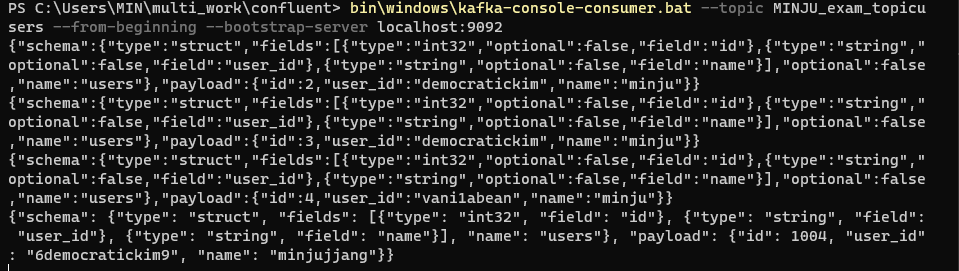 PS C:\Users\MIN\multi_work\confluent> bin\windows\kafka-console-consumer.bat --topic MINJU_exam_topicu
sers --from-beginning --bootstrap-server localhost:9092
{"schema":{"type":"struct","fields":[{"type":"int32","optional":false,"field":"id"},{"type":"string","
optional":false,"field":"user_id"},{"type":"string","optional":false,"field":"name"}],"optional":false
,"name":"users"},"payload":{"id":2,"user_id":"democratickim","name":"minju"}}
{"schema":{"type":"struct","fields":[{"type":"int32","optional":false,"field":"id"},{"type":"string","
optional":false,"field":"user_id"},{"type":"string","optional":false,"field":"name"}],"optional":false
,"name":"users"},"payload":{"id":3,"user_id":"democratickim","name":"minju"}}
{"schema":{"type":"struct","fields":[{"type":"int32","optional":false,"field":"id"},{"type":"string","
optional":false,"field":"user_id"},{"type":"string","optional":false,"field":"name"}],"optional":false
,"name":"users"},"payload":{"id":4,"user_id":"vani1abean","name":"minju"}}
{"schema": {"type": "struct", "fields": [{"type": "int32", "field": "id"}, {"type": "string", "field":
 "user_id"}, {"type": "string", "field": "name"}], "name": "users"}, "payload": {"id": 1004, "user_id"
: "6democratickim9", "name": "minjujjang"}}